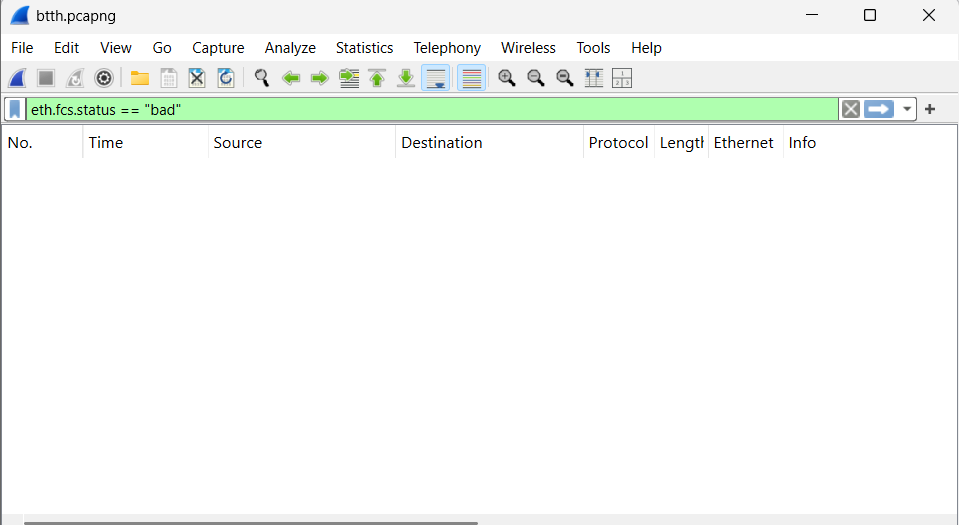 btth.pcapng
File Edit View Go Capture Analyze Statistics Telephony Wireless Tools Help
eth.fcs.status == "bad"
No. Time Source Destination Protocol Length Ethernet Info